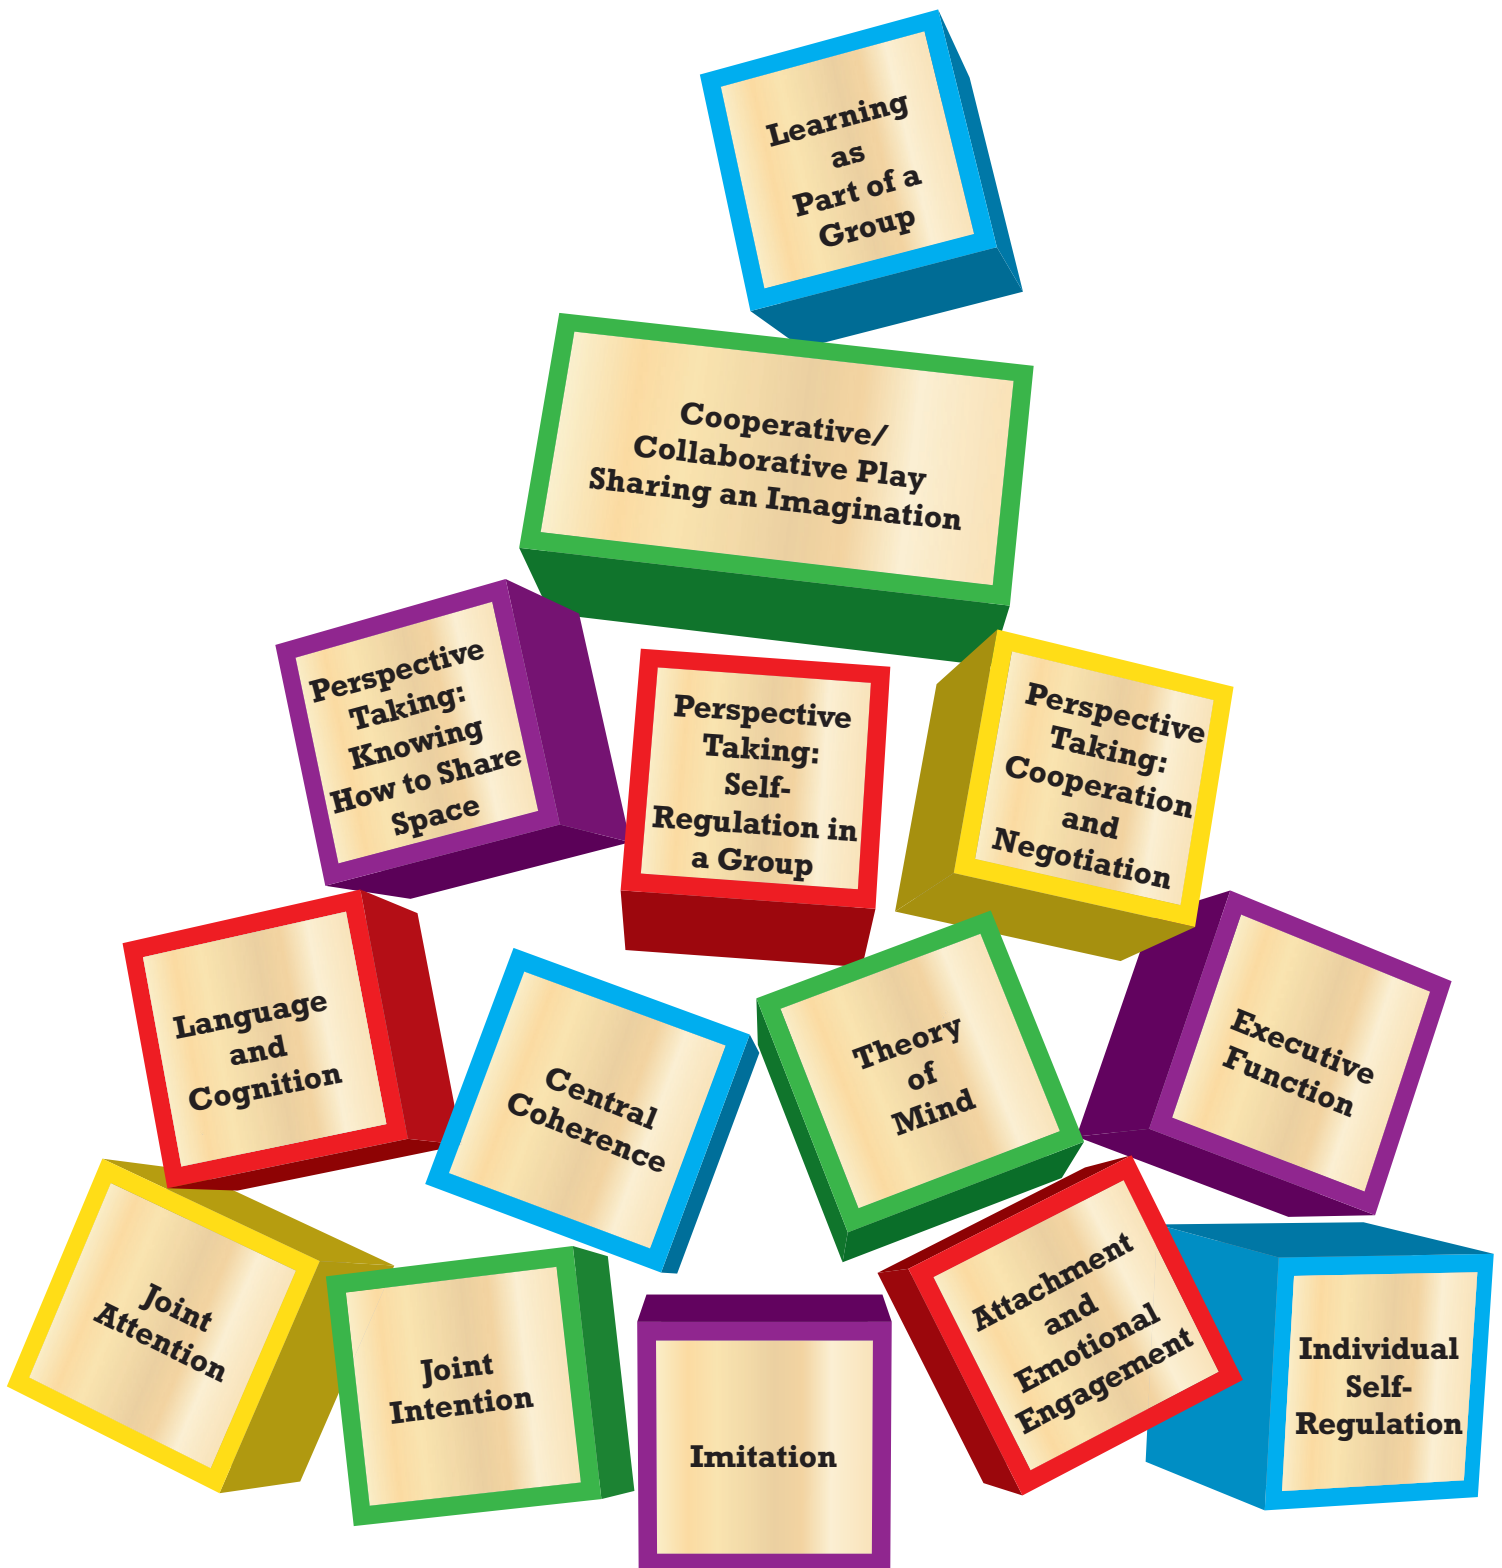 Learning
as
Part of a
Group
Cooperative/
Collaborative Play
Sharing an Imagination
Perspective
Taking:
Knowing
How to Share
Space
Perspective
Taking:
Self-
Regulation in
a Group
Perspective
Taking:
Cooperation
and
Negotiation
Language
and
Cognition
Central
Coherence
Theory
of
Mind
Executive
Function
Joint
Attention
Joint
Intention
Imitation
Attachment
and
Emotional
Engagement
Individual
Self-
Regulation